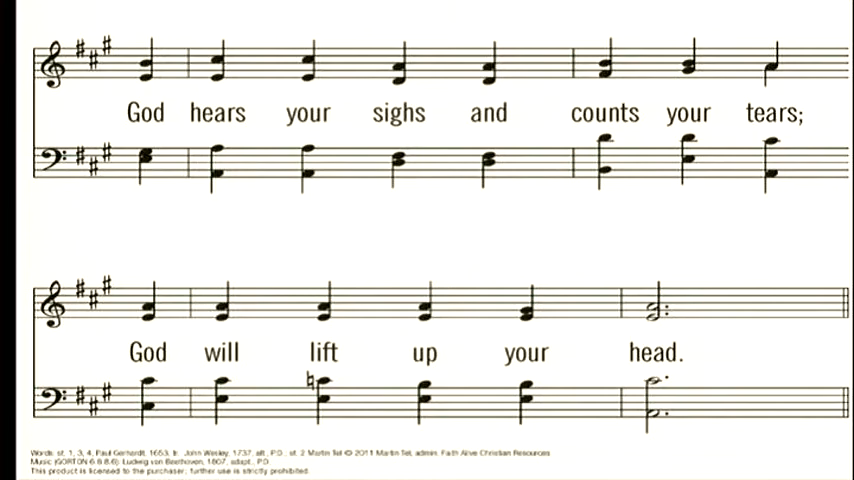 God hears your sighs and counts your tears;
God will lift up your head.
Words: st. 1, 3, 4, Paul Gerhardt, 1653, tr. John Wesley, 1737, alt., P.D.; st. 2 Martin Tel © 2011 Martin Tel, admin. Faith Alive Christian Resources
Music (GORTON 6.6.8.6): Ludwig van Beethoven, 1807, adapt., P.D.
This product is licensed to the purchaser; further use is strictly prohibited.